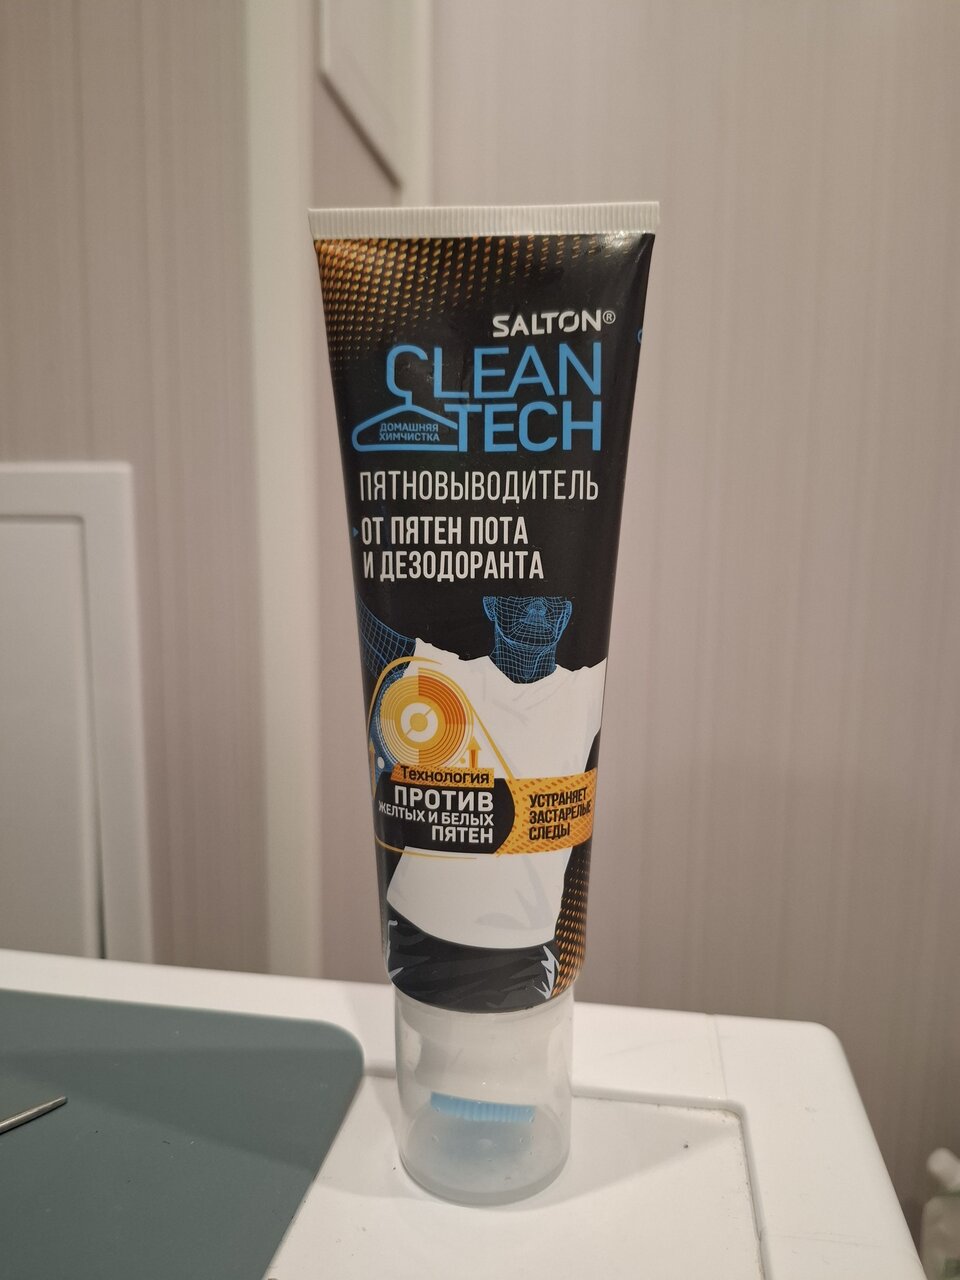 SALTON®
CLEAN
TECH
ДОМАШНЯЯ
ХИМЧИСТКА
ПЯТНОВЫВОДИТЕЛЬ
ОТ ПЯТЕН ПОТА
И ДЕЗОДОРАНТА
Технология
ПРОТИВ
ЖЕЛТЫХ И БЕЛЫХ
ПЯТЕН
УСТРАНЯЕТ
ЗАСТАРЕЛЫЕ
СЛЕДЫ